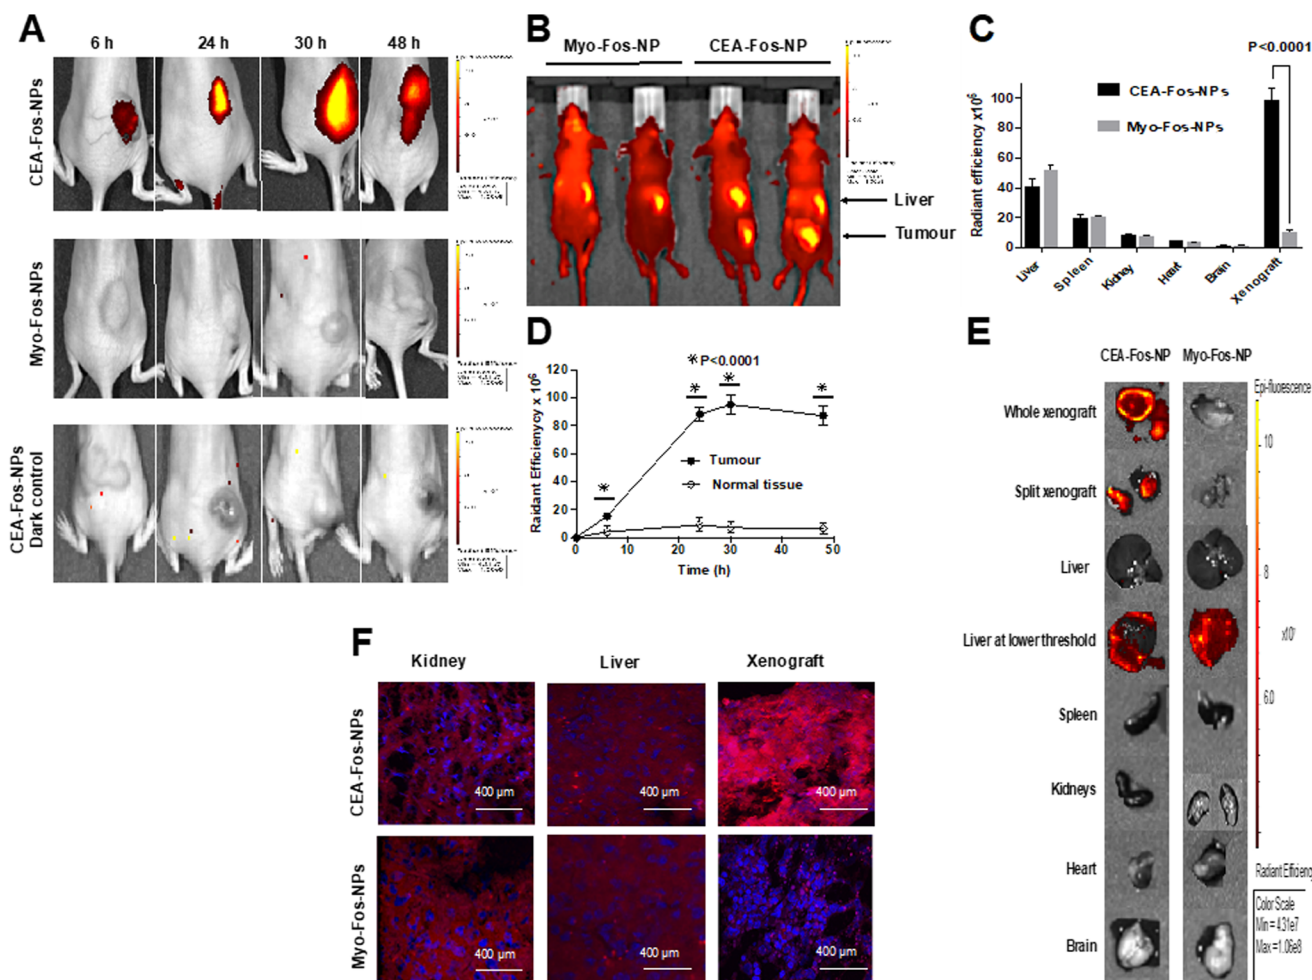 A
6 h
24 h
30 h
48 h
CEA-Fos-NPs
Myo-Fos-NPs
CEA-Fos-NPs
Dark control
B
Myo-Fos-NP
CEA-Fos-NP
Liver
Tumour
C
P<0.0001
CEA-Fos-NPs
Myo-Fos-NPs
Radiant efficiency x10⁶
100
80
60
40
20
0
Liver
Spleen
Kidney
Heart
Brain
Xenograft
D
* P<0.0001
*
*
*
*
Raidant Efficienycy x 10⁶
120
100
80
60
40
20
0
Tumour
Normal tissue
0
10
20
30
40
50
Time (h)
E
CEA-Fos-NP
Myo-Fos-NP
Whole xenograft
Split xenograft
Liver
Liver at lower threshold
Spleen
Kidneys
Heart
Brain
Epi-fluorescence
10
8
6.0
Radiant Efficienc
Color Scale
Min = 4.31e7
Max =1.06e8
F
Kidney
Liver
Xenograft
CEA-Fos-NPs
400 µm
400 µm
400 µm
Myo-Fos-NPs
400 µm
400 µm
400 µm